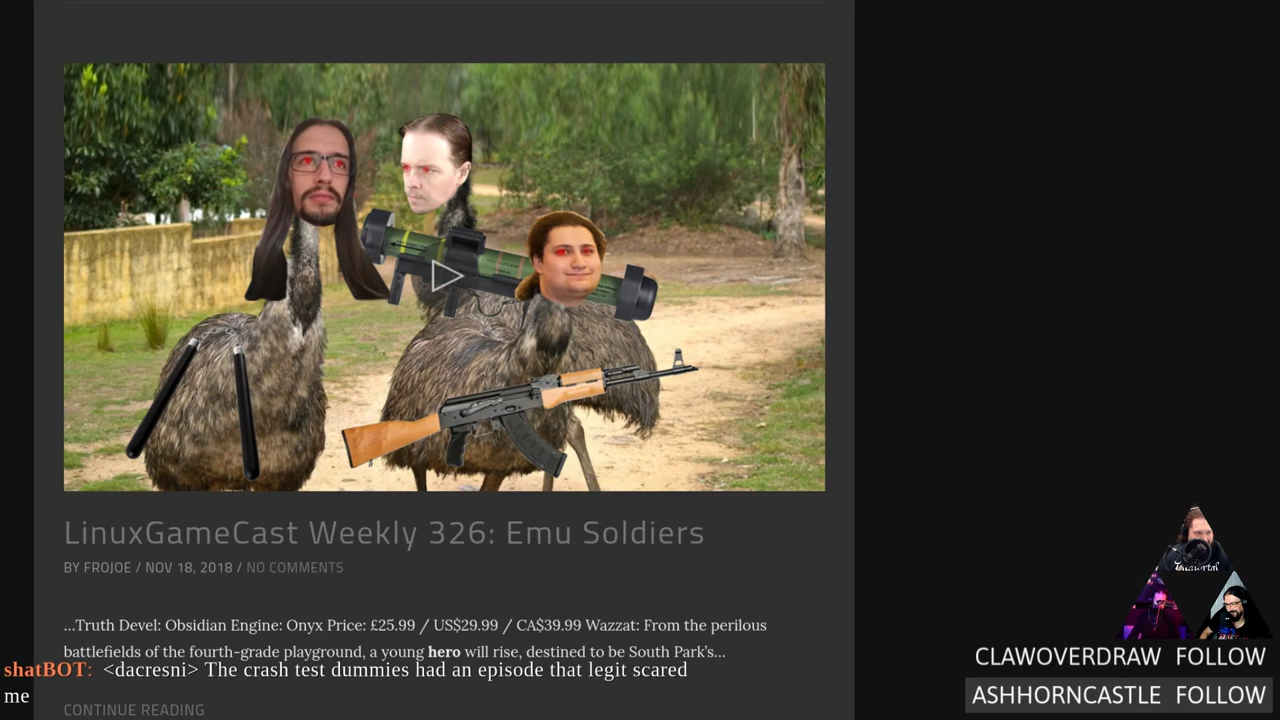 LinuxGameCast Weekly 326: Emu Soldiers
BY FROJOE / NOV 18, 2018 / NO COMMENTS
...Truth Devel: Obsidian Engine: Onyx Price: £25.99 / US$29.99 / CA$39.99 Wazzat: From the perilous
battlefields of the fourth-grade playground, a young hero will rise, destined to be South Park's...
shatBOT: <dacresni> The crash test dummies had an episode that legit scared
me
CONTINUE READING
Immortal
CLAWOVERDRAW FOLLOW
ASHHORNCASTLE FOLLOW